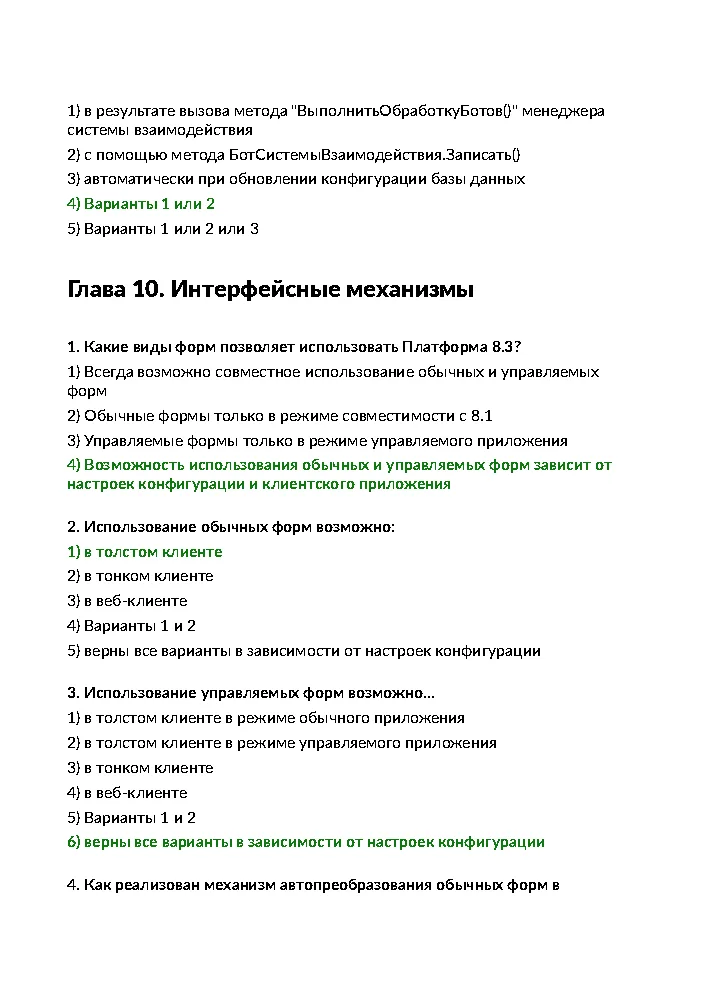 1) в результате вызова метода "ВыполнитьОбработкуБотов()" менеджера
системы взаимодействия
2) с помощью метода БотСистемыВзаимодействия.Записать()
3) автоматически при обновлении конфигурации базы данных
4) Варианты 1 или 2
5) Варианты 1 или 2 или 3
Глава 10. Интерфейсные механизмы
1. Какие виды форм позволяет использовать Платформа 8.3?
1) Всегда возможно совместное использование обычных и управляемых
форм
2) Обычные формы только в режиме совместимости с 8.1
3) Управляемые формы только в режиме управляемого приложения
4) Возможность использования обычных и управляемых форм зависит от
настроек конфигурации и клиентского приложения
2. Использование обычных форм возможно:
1) в толстом клиенте
2) в тонком клиенте
3) в веб-клиенте
4) Варианты 1 и 2
5) верны все варианты в зависимости от настроек конфигурации
3. Использование управляемых форм возможно...
1) в толстом клиенте в режиме обычного приложения
2) в толстом клиенте в режиме управляемого приложения
3) в тонком клиенте
4) в веб-клиенте
5) Варианты 1 и 2
6) верны все варианты в зависимости от настроек конфигурации
4. Как реализован механизм автопреобразования обычных форм в